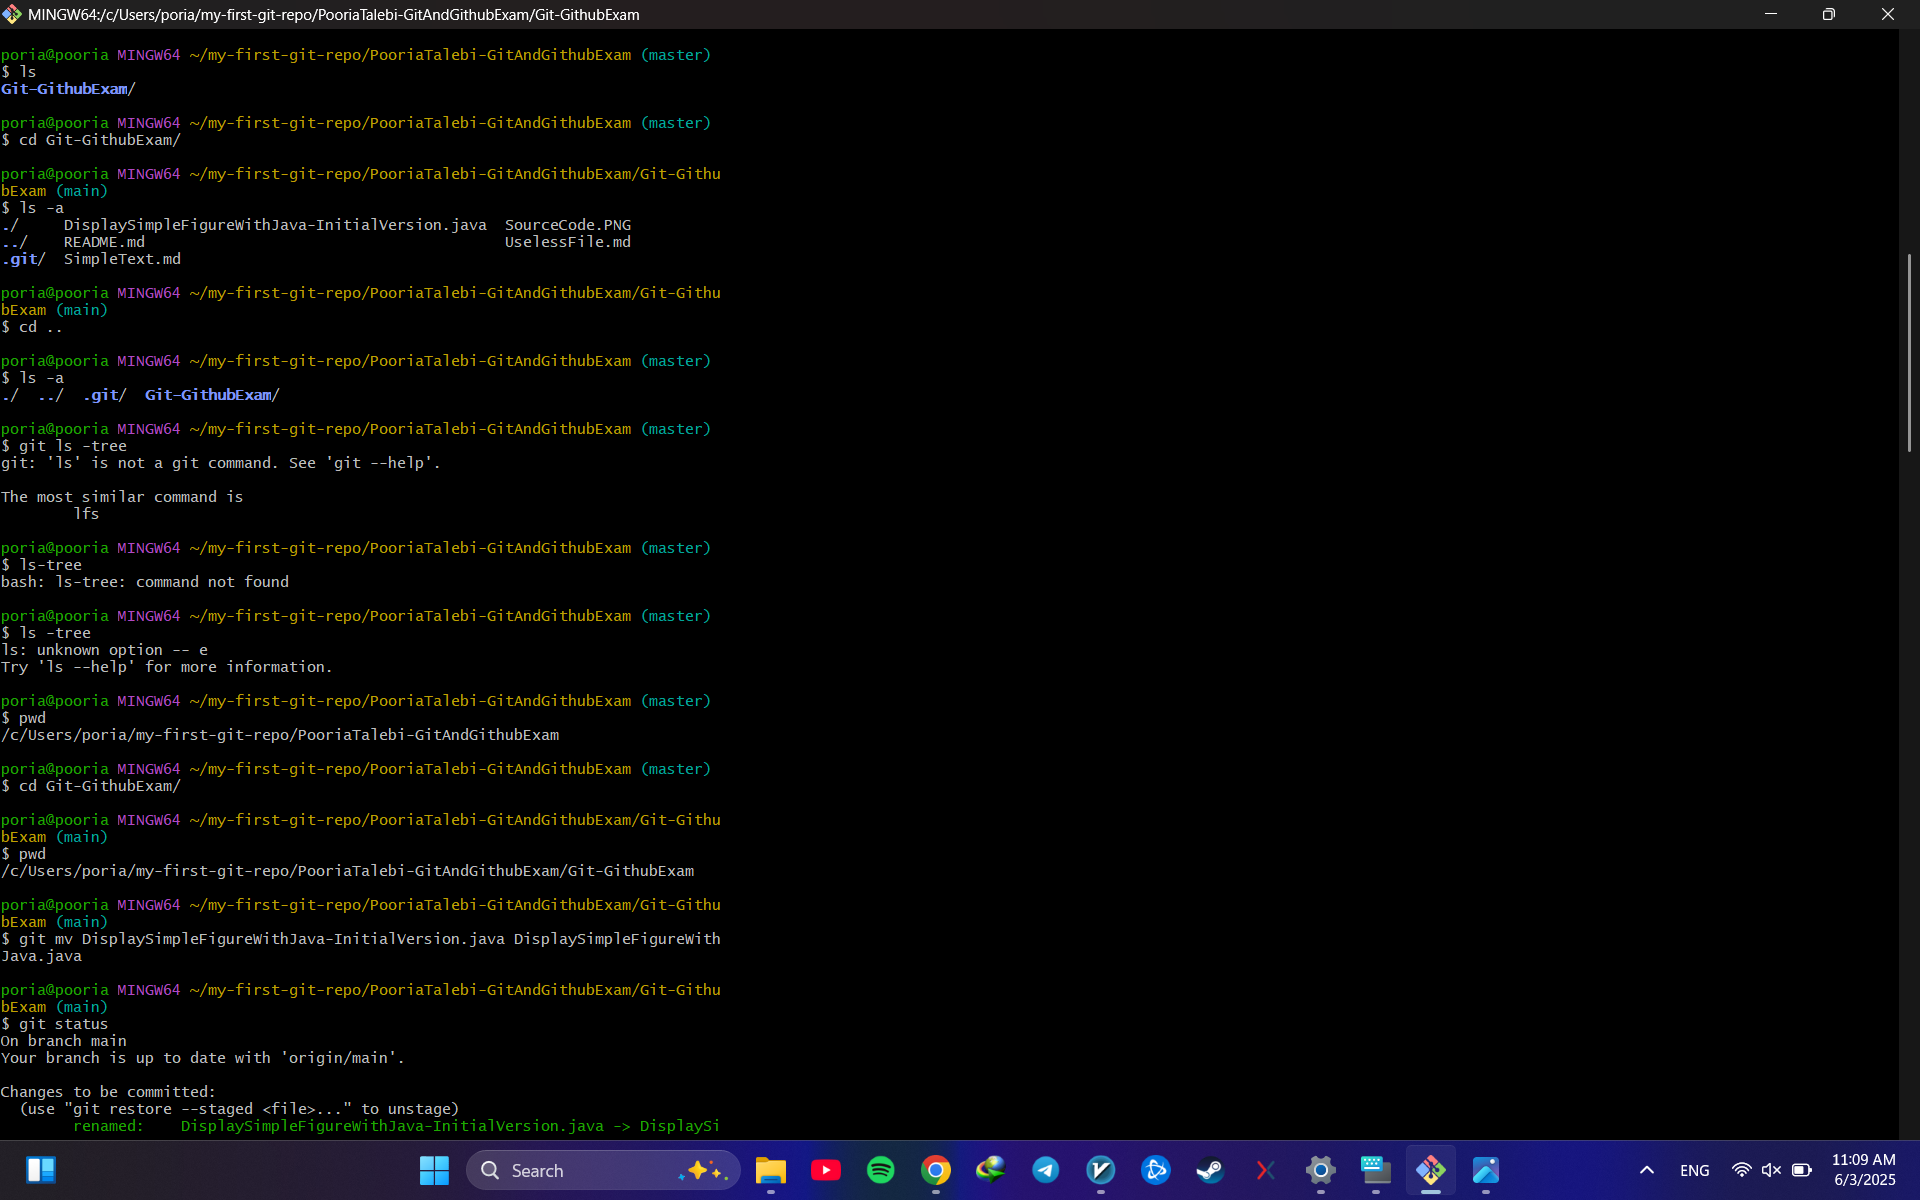 MINGW64:/c/Users/poria/my-first-git-repo/PooriaTalebi-GitAndGithubExam/Git-GithubExam
poria@pooria MINGW64 ~/my-first-git-repo/PooriaTalebi-GitAndGithubExam (master)
$ ls
Git-GithubExam/
poria@pooria MINGW64 ~/my-first-git-repo/PooriaTalebi-GitAndGithubExam (master)
$ cd Git-GithubExam/
poria@pooria MINGW64 ~/my-first-git-repo/PooriaTalebi-GitAndGithubExam/Git-Githu
bExam (main)
$ ls -a
./     DisplaySimpleFigureWithJava-InitialVersion.java  SourceCode.PNG
../    README.md                                        UselessFile.md
.git/  SimpleText.md
poria@pooria MINGW64 ~/my-first-git-repo/PooriaTalebi-GitAndGithubExam/Git-Githu
bExam (main)
$ cd ..
poria@pooria MINGW64 ~/my-first-git-repo/PooriaTalebi-GitAndGithubExam (master)
$ ls -a
./  ../  .git/  Git-GithubExam/
poria@pooria MINGW64 ~/my-first-git-repo/PooriaTalebi-GitAndGithubExam (master)
$ git ls -tree
git: 'ls' is not a git command. See 'git --help'.
The most similar command is
        lfs
poria@pooria MINGW64 ~/my-first-git-repo/PooriaTalebi-GitAndGithubExam (master)
$ ls-tree
bash: ls-tree: command not found
poria@pooria MINGW64 ~/my-first-git-repo/PooriaTalebi-GitAndGithubExam (master)
$ ls -tree
ls: unknown option -- e
Try 'ls --help' for more information.
poria@pooria MINGW64 ~/my-first-git-repo/PooriaTalebi-GitAndGithubExam (master)
$ pwd
/c/Users/poria/my-first-git-repo/PooriaTalebi-GitAndGithubExam
poria@pooria MINGW64 ~/my-first-git-repo/PooriaTalebi-GitAndGithubExam (master)
$ cd Git-GithubExam/
poria@pooria MINGW64 ~/my-first-git-repo/PooriaTalebi-GitAndGithubExam/Git-Githu
bExam (main)
$ pwd
/c/Users/poria/my-first-git-repo/PooriaTalebi-GitAndGithubExam/Git-GithubExam
poria@pooria MINGW64 ~/my-first-git-repo/PooriaTalebi-GitAndGithubExam/Git-Githu
bExam (main)
$ git mv DisplaySimpleFigureWithJava-InitialVersion.java DisplaySimpleFigureWith
Java.java
poria@pooria MINGW64 ~/my-first-git-repo/PooriaTalebi-GitAndGithubExam/Git-Githu
bExam (main)
$ git status
On branch main
Your branch is up to date with 'origin/main'.
Changes to be committed:
  (use "git restore --staged <file>..." to unstage)
        renamed:    DisplaySimpleFigureWithJava-InitialVersion.java -> DisplaySi
Search
ENG
11:09 AM
6/3/2025